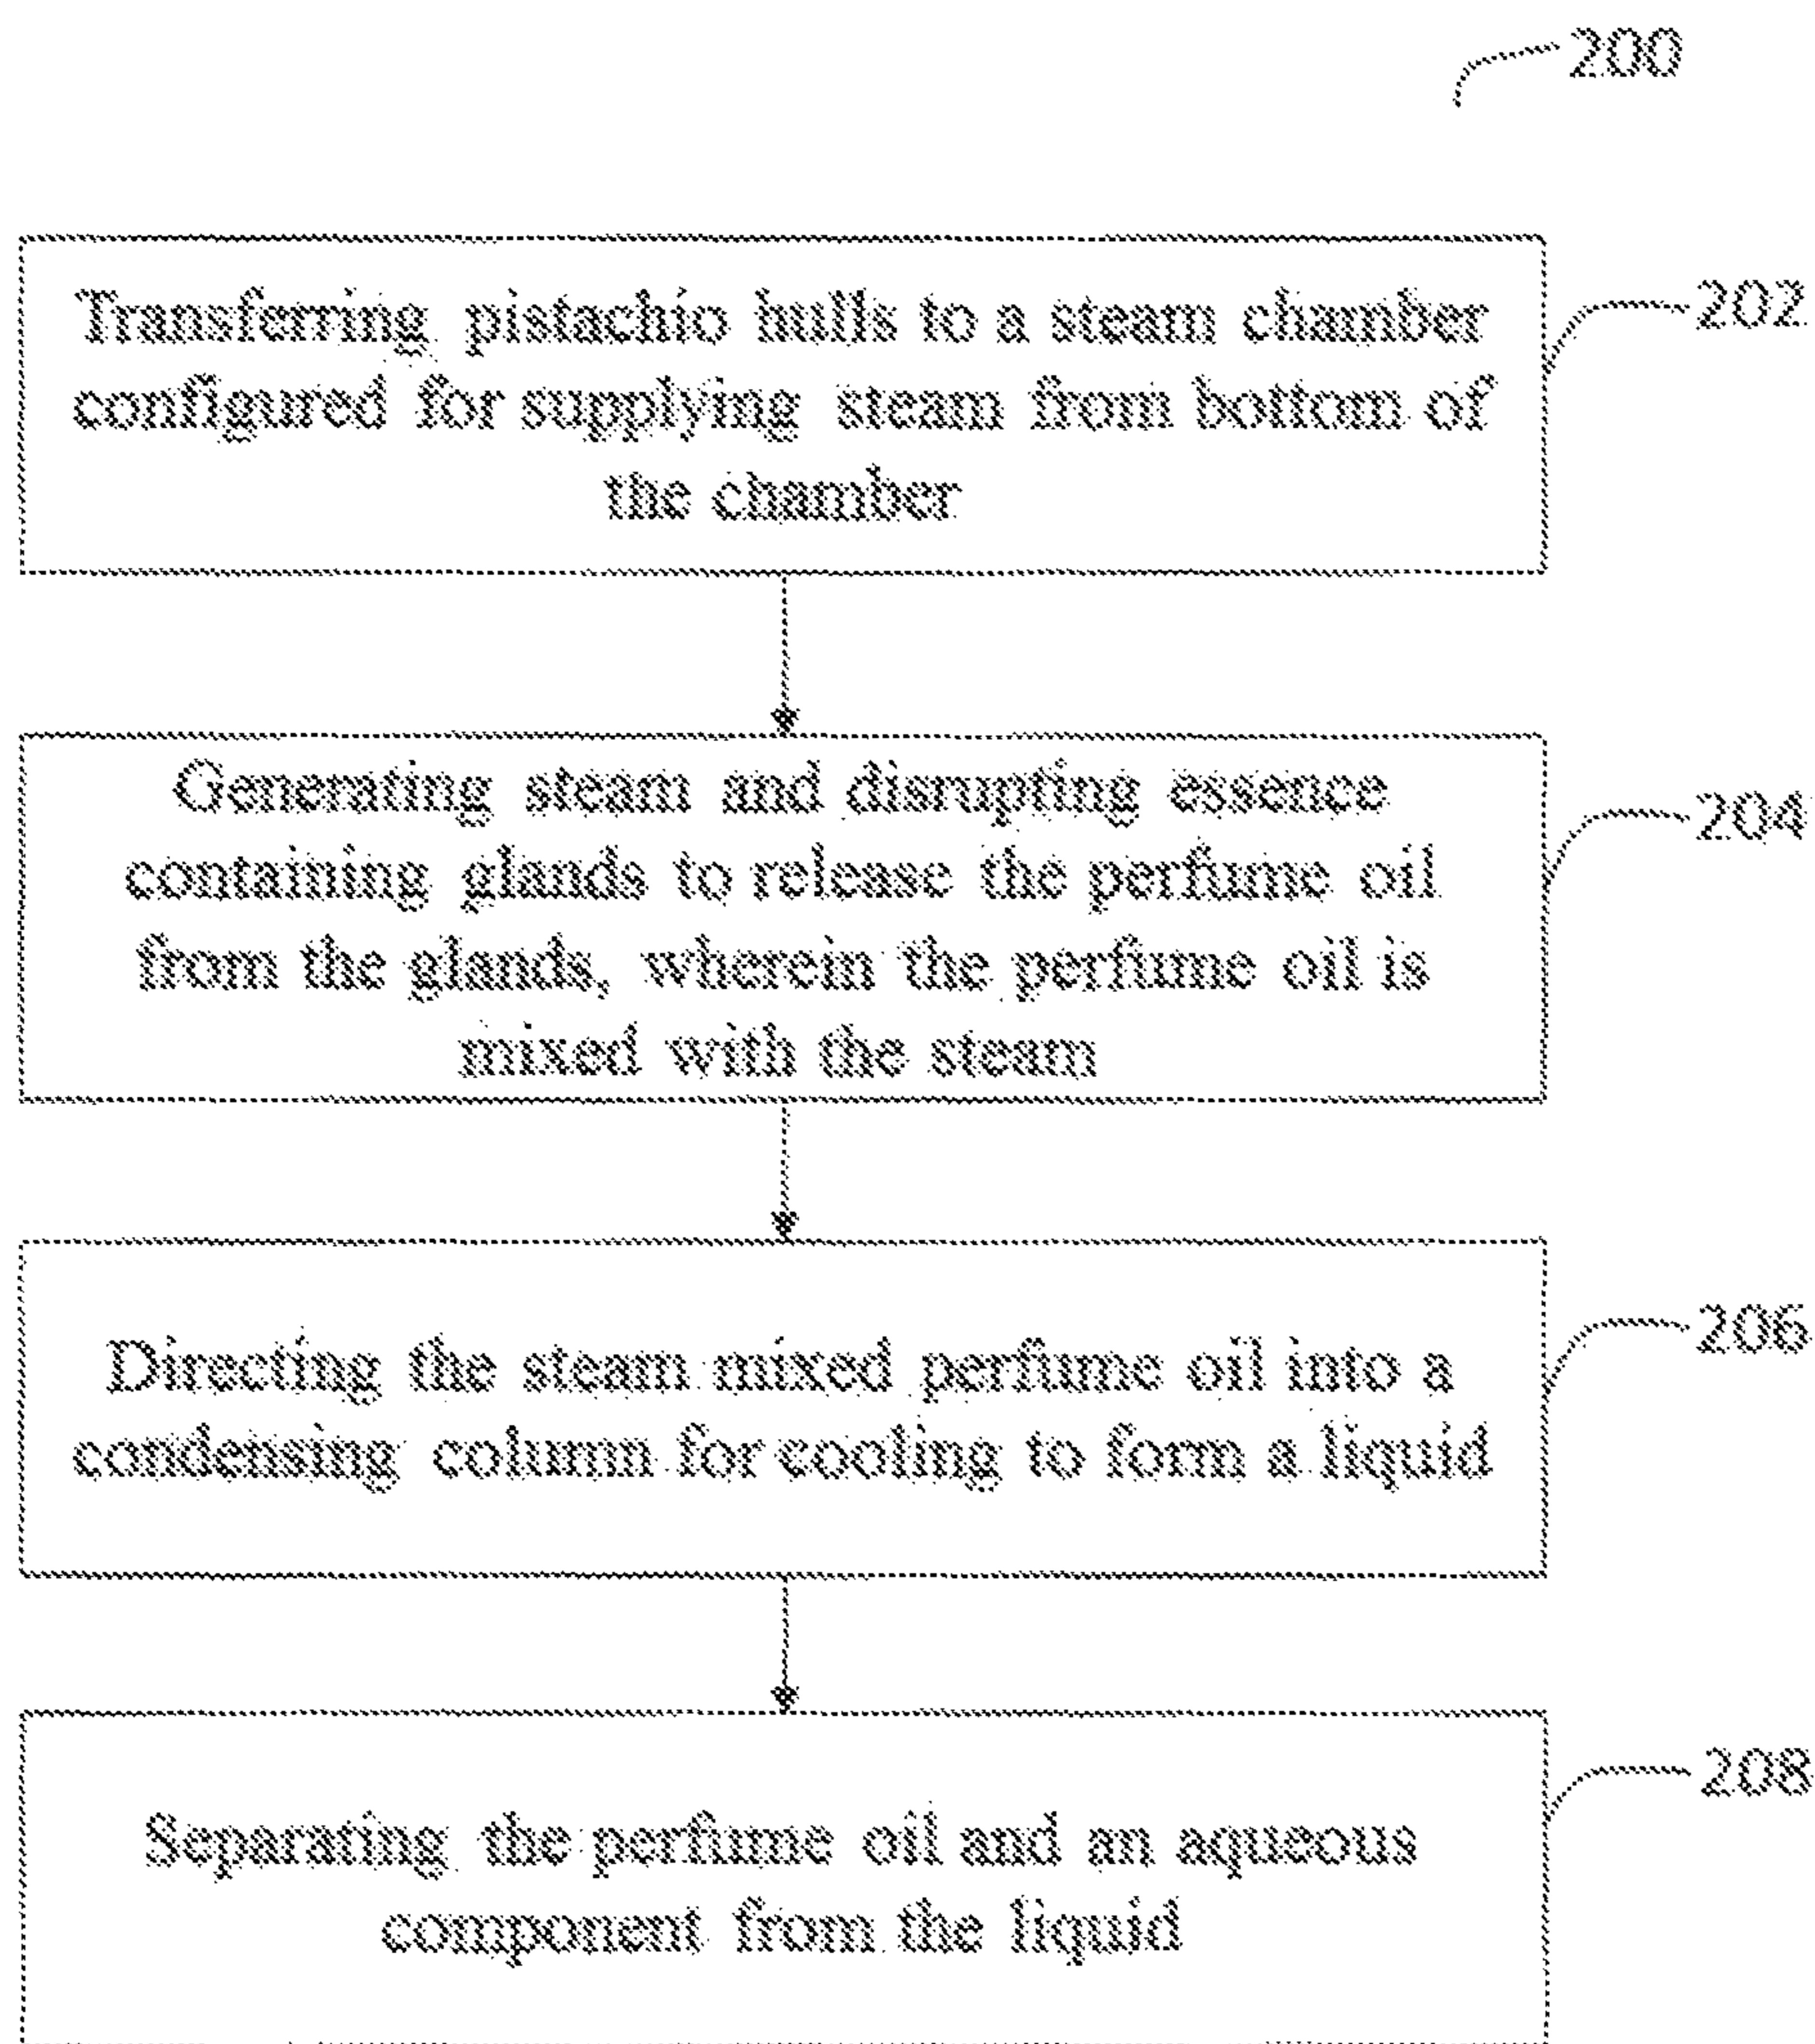 200
Transferring pistachio hulls to a steam chamber
configured for supplying steam from bottom of
the chamber
202
Generating steam and disrupting essence
containing glands to release the perfume oil
from the glands, wherein the perfume oil is
mixed with the steam
204
Directing the steam mixed perfume oil into a
condensing column for cooling to form a liquid
206
Separating the perfume oil and an aqueous
component from the liquid
208